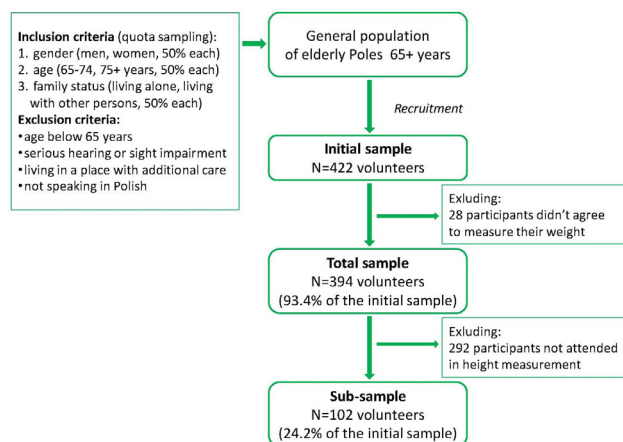 Inclusion criteria (quota sampling):
1. gender (men, women, 50% each)
2. age (65-74, 75+ years, 50% each)
3. family status (living alone, living
with other persons, 50% each)
Exclusion criteria:
•age below 65 years
•serious hearing or sight impairment
•living in a place with additional care
•not speaking in Polish
General population
of elderly Poles 65+ years
Recruitment
Initial sample
N=422 volunteers
Exluding:
28 participants didn't agree
to measure their weight
Total sample
N=394 volunteers
(93.4% of the initial sample)
Exluding:
292 participants not attended
in height measurement
Sub-sample
N=102 volunteers
(24.2% of the initial sample)